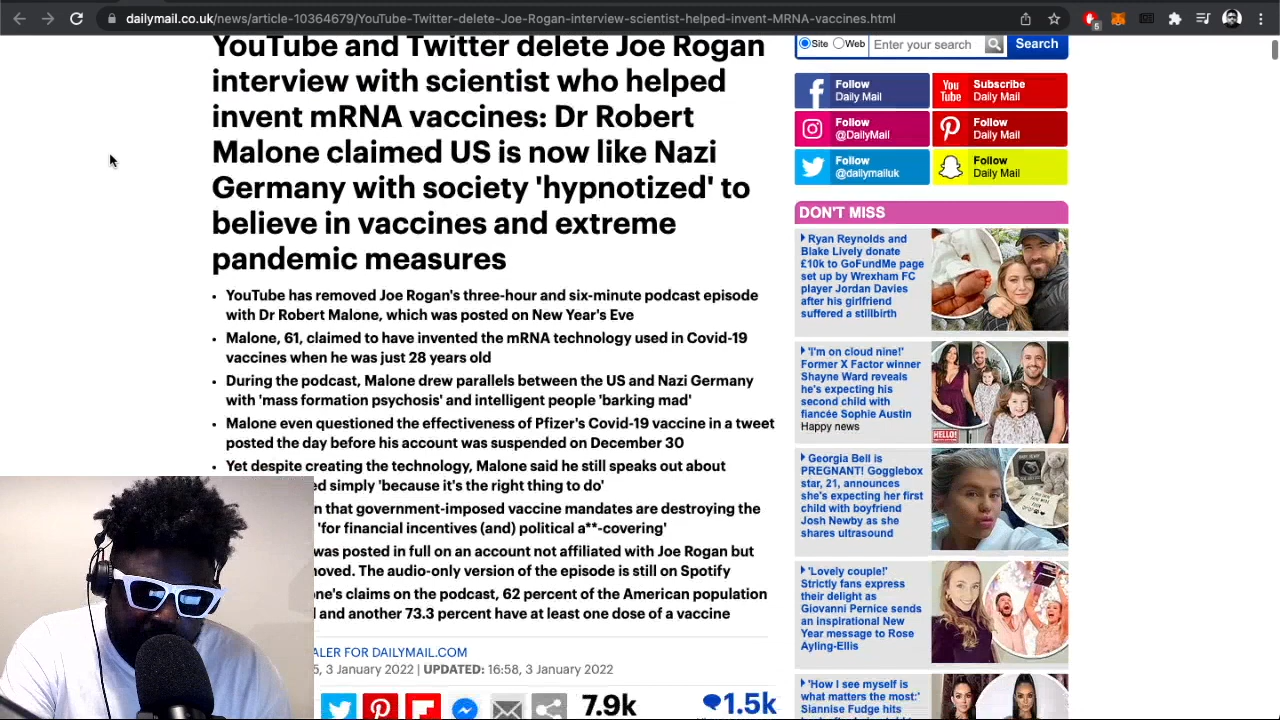 dailymail.co.uk/news/article-10364679/YouTube-Twitter-delete-Joe-Rogan-interview-scientist-helped-invent-MRNA-vaccines.html
5
YouTube and Twitter delete Joe Rogan
interview with scientist who helped
invent mRNA vaccines: Dr Robert
Malone claimed US is now like Nazi
Germany with society 'hypnotized' to
believe in vaccines and extreme
pandemic measures
• YouTube has removed Joe Rogan's three-hour and six-minute podcast episode
with Dr Robert Malone, which was posted on New Year's Eve
• Malone, 61, claimed to have invented the mRNA technology used in Covid-19
vaccines when he was just 28 years old
• During the podcast, Malone drew parallels between the US and Nazi Germany
with 'mass formation psychosis' and intelligent people 'barking mad'
• Malone even questioned the effectiveness of Pfizer's Covid-19 vaccine in a tweet
posted the day before his account was suspended on December 30
• Yet despite creating the technology, Malone said he still speaks out about
ed simply 'because it's the right thing to do'
n that government-imposed vaccine mandates are destroying the
'for financial incentives (and) political a**-covering'
was posted in full on an account not affiliated with Joe Rogan but
noved. The audio-only version of the episode is still on Spotify
ne's claims on the podcast, 62 percent of the American population
l and another 73.3 percent have at least one dose of a vaccine
ALER FOR DAILYMAIL.COM
5, 3 January 2022 | UPDATED: 16:58, 3 January 2022
7.9k
1.5k
Site Web Enter your search Search
Follow
Daily Mail
You
Tube
Subscribe
Daily Mail
Follow
@DailyMail
Follow
Daily Mail
Follow
@dailymailuk
Follow
Daily Mail
DON'T MISS
Ryan Reynolds and
Blake Lively donate
£10k to GoFundMe page
set up by Wrexham FC
player Jordan Davies
after his girlfriend
suffered a stillbirth
'I'm on cloud nine!'
Former X Factor winner
Shayne Ward reveals
he's expecting his
second child with
fiancée Sophie Austin
Happy news
HELLO!
Georgia Bell is
PREGNANT! Gogglebox
star, 21, announces
she's expecting her first
child with boyfriend
Josh Newby as she
shares ultrasound
'Lovely couple!'
Strictly fans express
their delight as
Giovanni Pernice sends
an inspirational New
Year message to Rose
Ayling-Ellis
'How I see myself is
what matters the most:'
Siannise Fudge hits